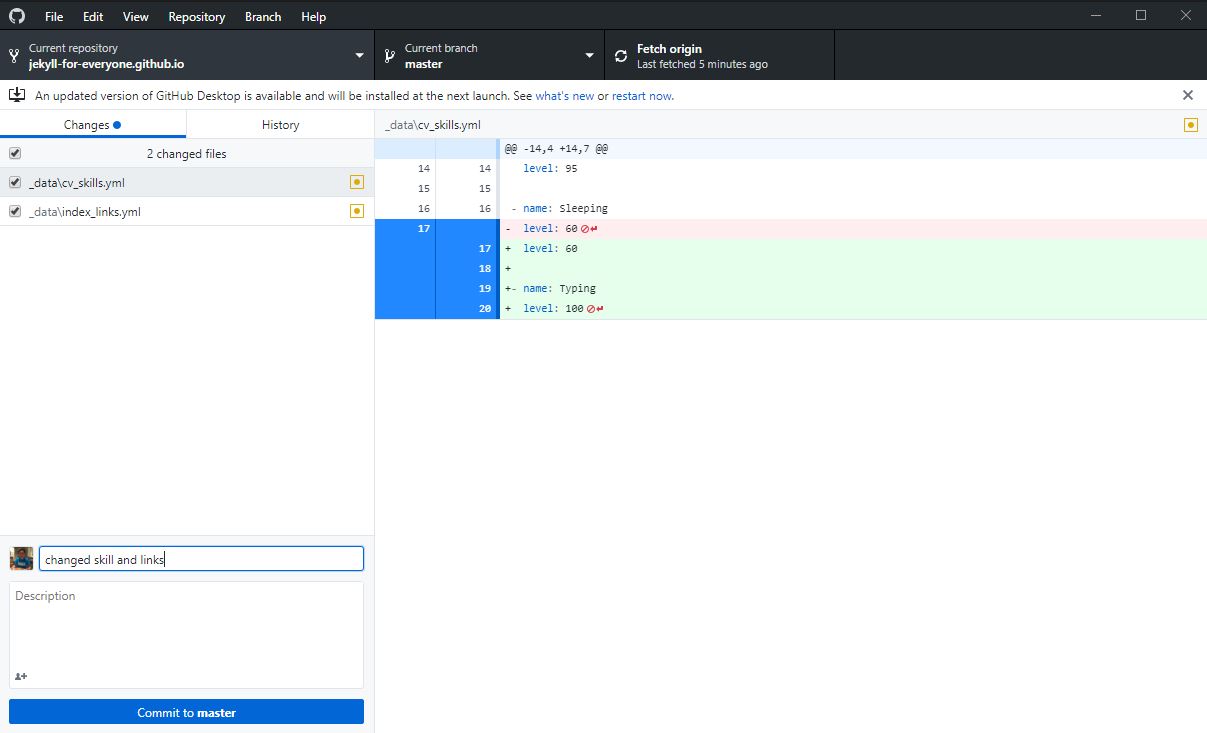 File Edit View Repository Branch Help
Current repository
jekyll-for-everyone.github.io
Current branch
master
Fetch origin
Last fetched 5 minutes ago
An updated version of GitHub Desktop is available and will be installed at the next launch. See what's new or restart now.
Changes History
2 changed files
_data\cv_skills.yml
_data\index_links.yml
changed skill and links
Description
Commit to master
_data\cv_skills.yml
@@ -14,4 +14,7 @@
14 14 level: 95
15 15
16 16 - name: Sleeping
17 - level: 60
17 + level: 60
18 +
19 +- name: Typing
20 + level: 100